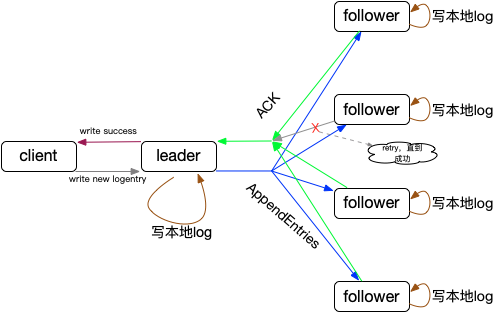 follower
写本地log
ACK
follower
写本地log
X
write success
retry，直到
成功
client
leader
write new logentry
AppendEntries
follower
写本地log
写本地log
follower
写本地log